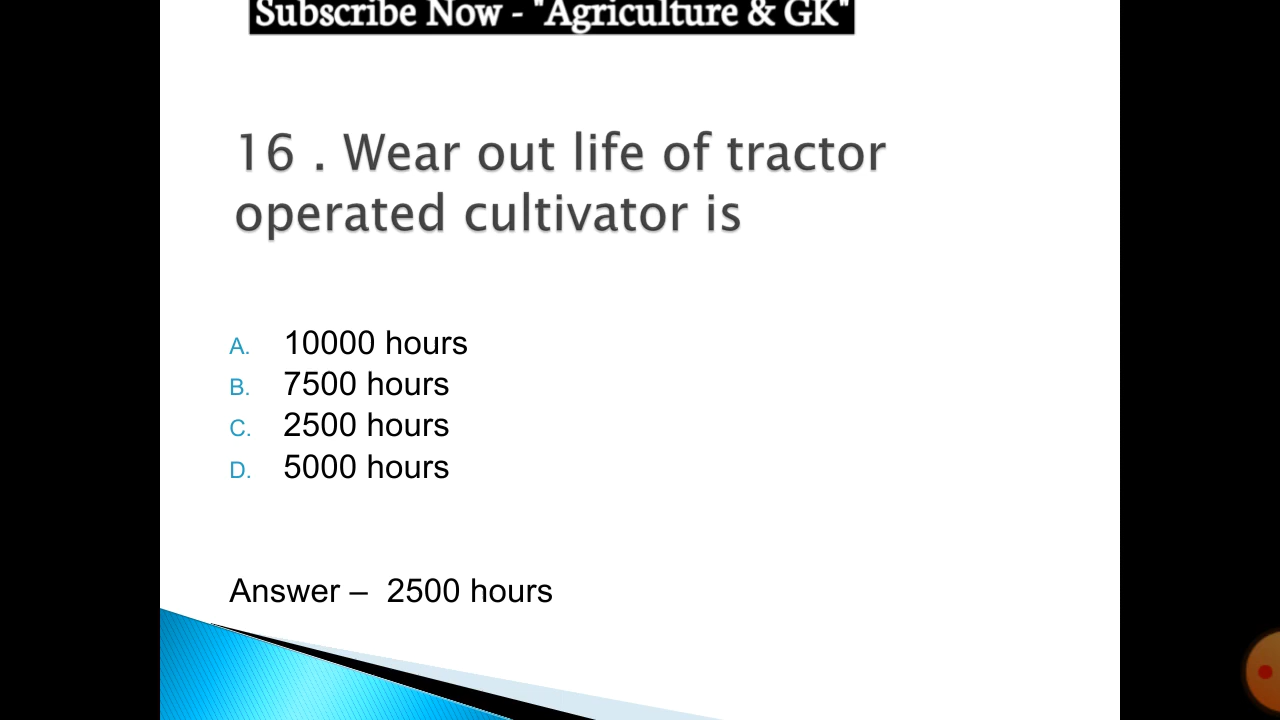 Subscribe Now - "Agriculture & GK"
16 . Wear out life of tractor
operated cultivator is
A. 10000 hours
B. 7500 hours
C. 2500 hours
D. 5000 hours
Answer – 2500 hours